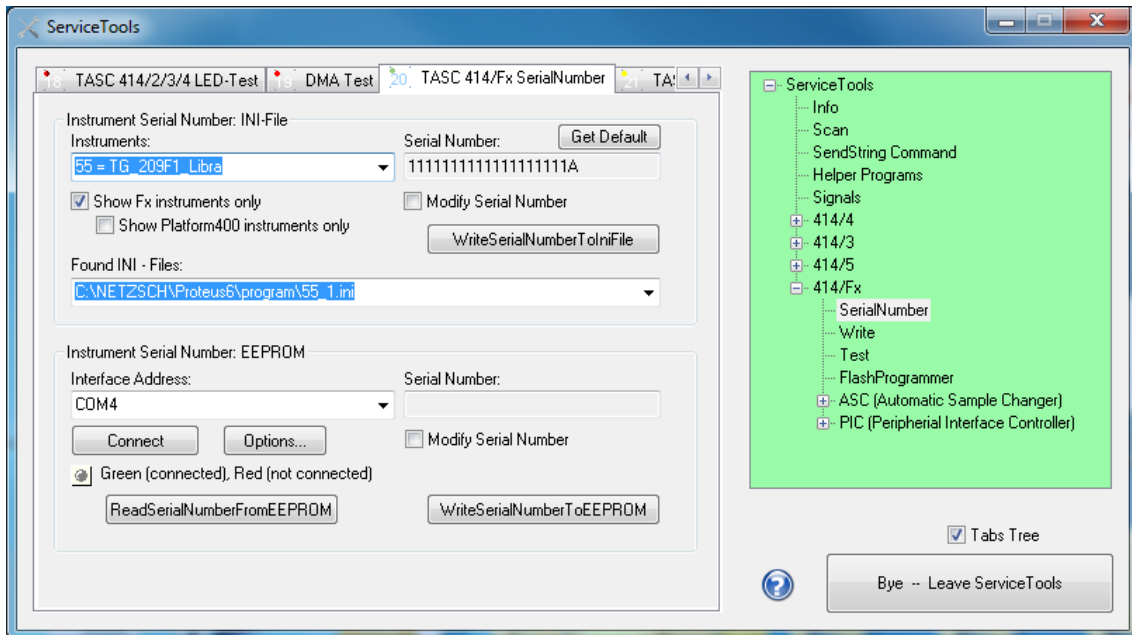 ServiceTools
18 TASC 414/2/3/4 LED-Test
19 DMA Test
20 TASC 414/Fx SerialNumber
21 TA
Instrument Serial Number: INI-File
Instruments:
Serial Number:
Get Default
55 = TG_209F1_Libra
1111111111111111111A
Show Fx instruments only
Modify Serial Number
Show Platform400 instruments only
WriteSerialNumberToIniFile
Found INI - Files:
C:\NETZSCH\Proteus6\program\55_1.ini
Instrument Serial Number: EEPROM
Interface Address:
Serial Number:
COM4
Connect
Options...
Modify Serial Number
Green (connected), Red (not connected)
ReadSerialNumberFromEEPROM
WriteSerialNumberToEEPROM
ServiceTools
Info
Scan
SendString Command
Helper Programs
Signals
414/4
414/3
414/5
414/Fx
SerialNumber
Write
Test
FlashProgrammer
ASC (Automatic Sample Changer)
PIC (Peripherial Interface Controller)
Tabs Tree
Bye -- Leave ServiceTools